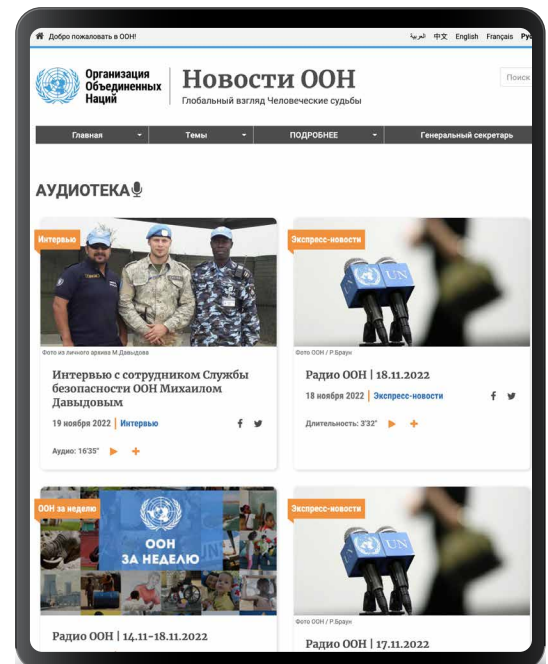 Добро пожаловать в ООН!
العربية 中文 English Français Рус
Организация
Объединенных
Наций
Новости ООН
Глобальный взгляд Человеческие судьбы
Поиск
Главная Темы ПОДРОБНЕЕ Генеральный секретарь
АУДИОТЕКА
Интервью
Фото из личного архива М.Давыдова
Интервью с сотрудником Службы
безопасности ООН Михаилом
Давыдовым
19 ноября 2022 | Интервью
Аудио: 16'35"
Экспресс-новости
UN
Фото ООН / Р.Браун
Радио ООН | 18.11.2022
18 ноября 2022 | Экспресс-новости
Длительность: 3'32"
ООН за неделю
ООН
ЗА НЕДЕЛЮ
Радио ООН | 14.11-18.11.2022
Экспресс-новости
UN
Фото ООН / Р.Браун
Радио ООН | 17.11.2022